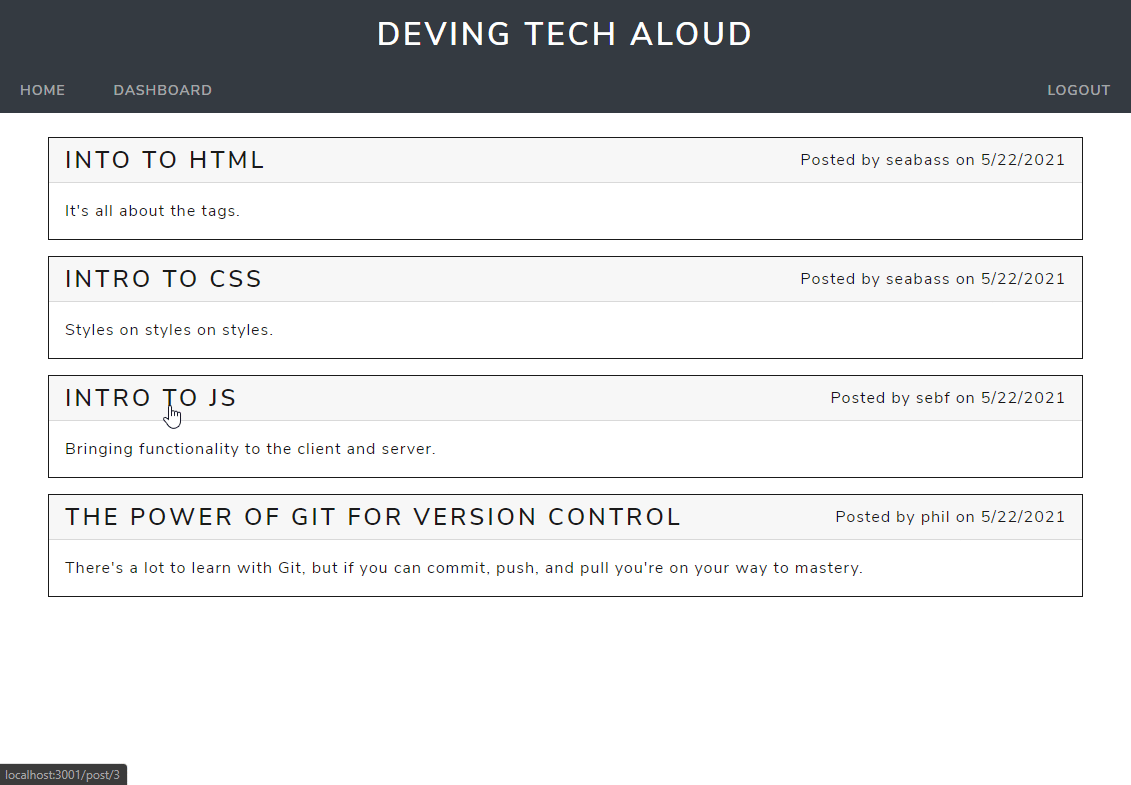 DEVING TECH ALOUD
HOME DASHBOARD LOGOUT
INTO TO HTML Posted by seabass on 5/22/2021
It's all about the tags.
INTRO TO CSS Posted by seabass on 5/22/2021
Styles on styles on styles.
INTRO TO JS Posted by sebf on 5/22/2021
Bringing functionality to the client and server.
THE POWER OF GIT FOR VERSION CONTROL Posted by phil on 5/22/2021
There's a lot to learn with Git, but if you can commit, push, and pull you're on your way to mastery.
localhost:3001/post/3